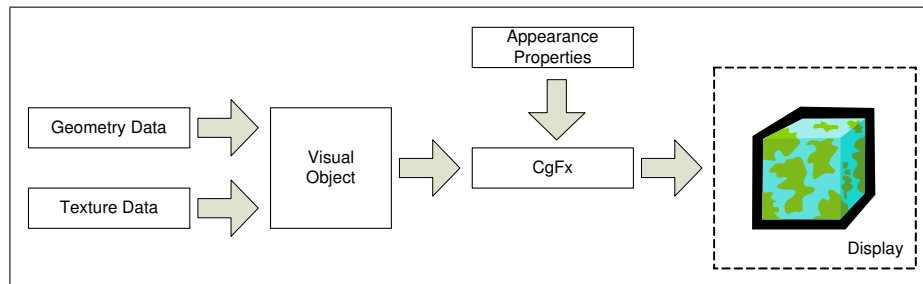 Appearance
Properties
Geometry Data
Texture Data
Visual
Object
CgFx
Display